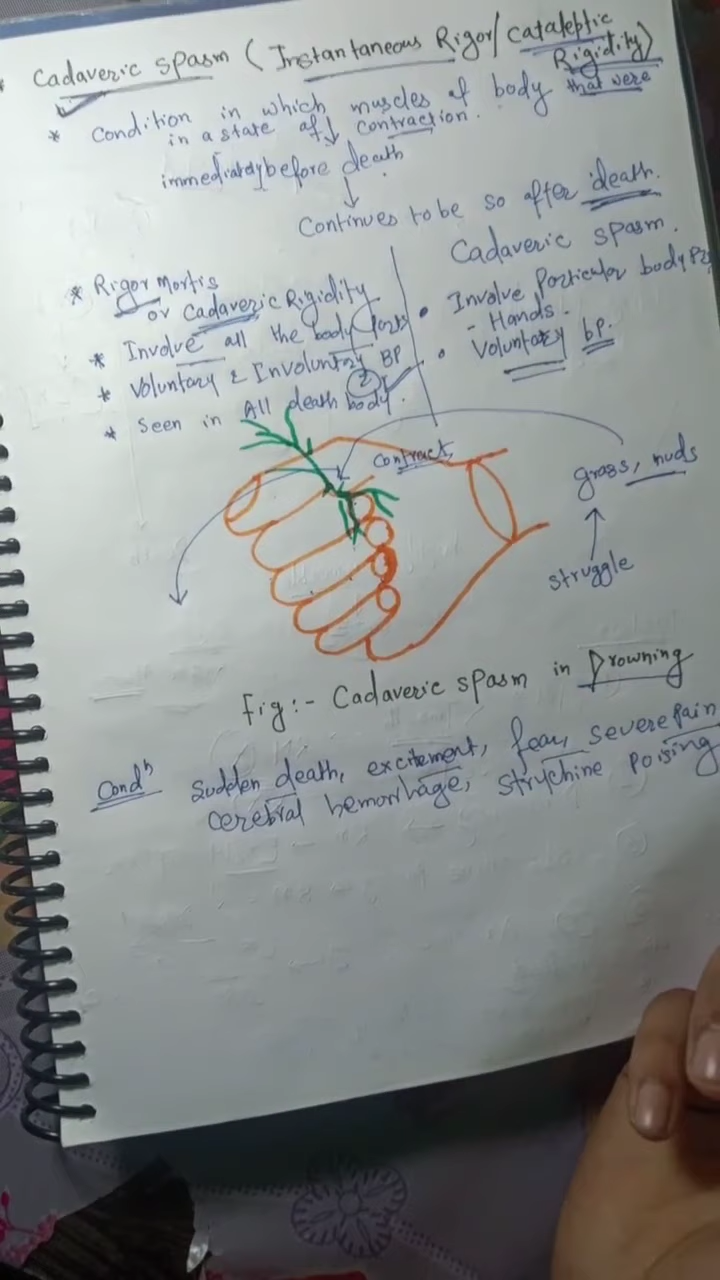 * Cadaveric spasm (Instantaneous Rigor/Cataleptic Rigidity)
* Condition in which muscles of body that were
in a state of contraction.
immediately before death
Continues to be so after death.
* Rigor Mortis
or Cadaveric Rigidity
* Involve all the body parts
* Voluntary & Involuntry BP
2
* Seen in All death body.
Cadaveric spasm.
• Involve Particular body
- Hands -
• Voluntary bp.
Contract
grass, muds
struggle
Fig:- Cadaveric spasm in Drowning
Condⁿ Sudden death, excitement, fear, severe pain
cerebral hemorrhage, strychine poising